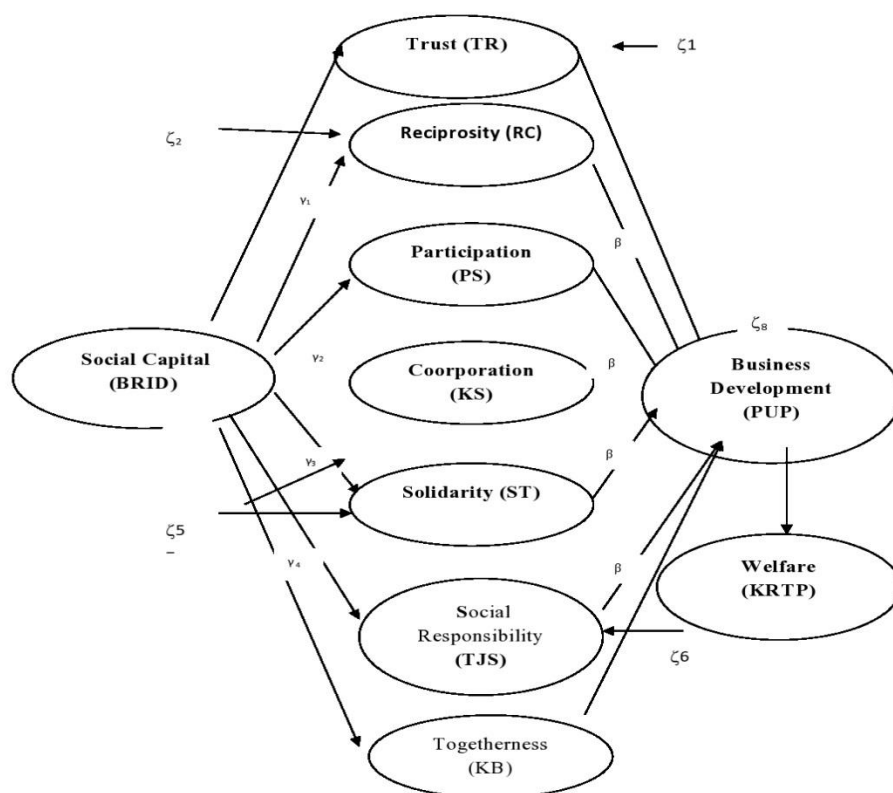 Trust (TR)
ζ1
ζ₂
Reciprosity (RC)
γ₁
β
Participation
(PS)
ζ₈
Social Capital
(BRID)
γ₂
Coorporation
(KS)
β
Business
Development
(PUP)
γ₃
β
Solidarity (ST)
ζ5
–
γ₄
β
Welfare
(KRTP)
Social
Responsibility
(TJS)
ζ6
Togetherness
(KB)